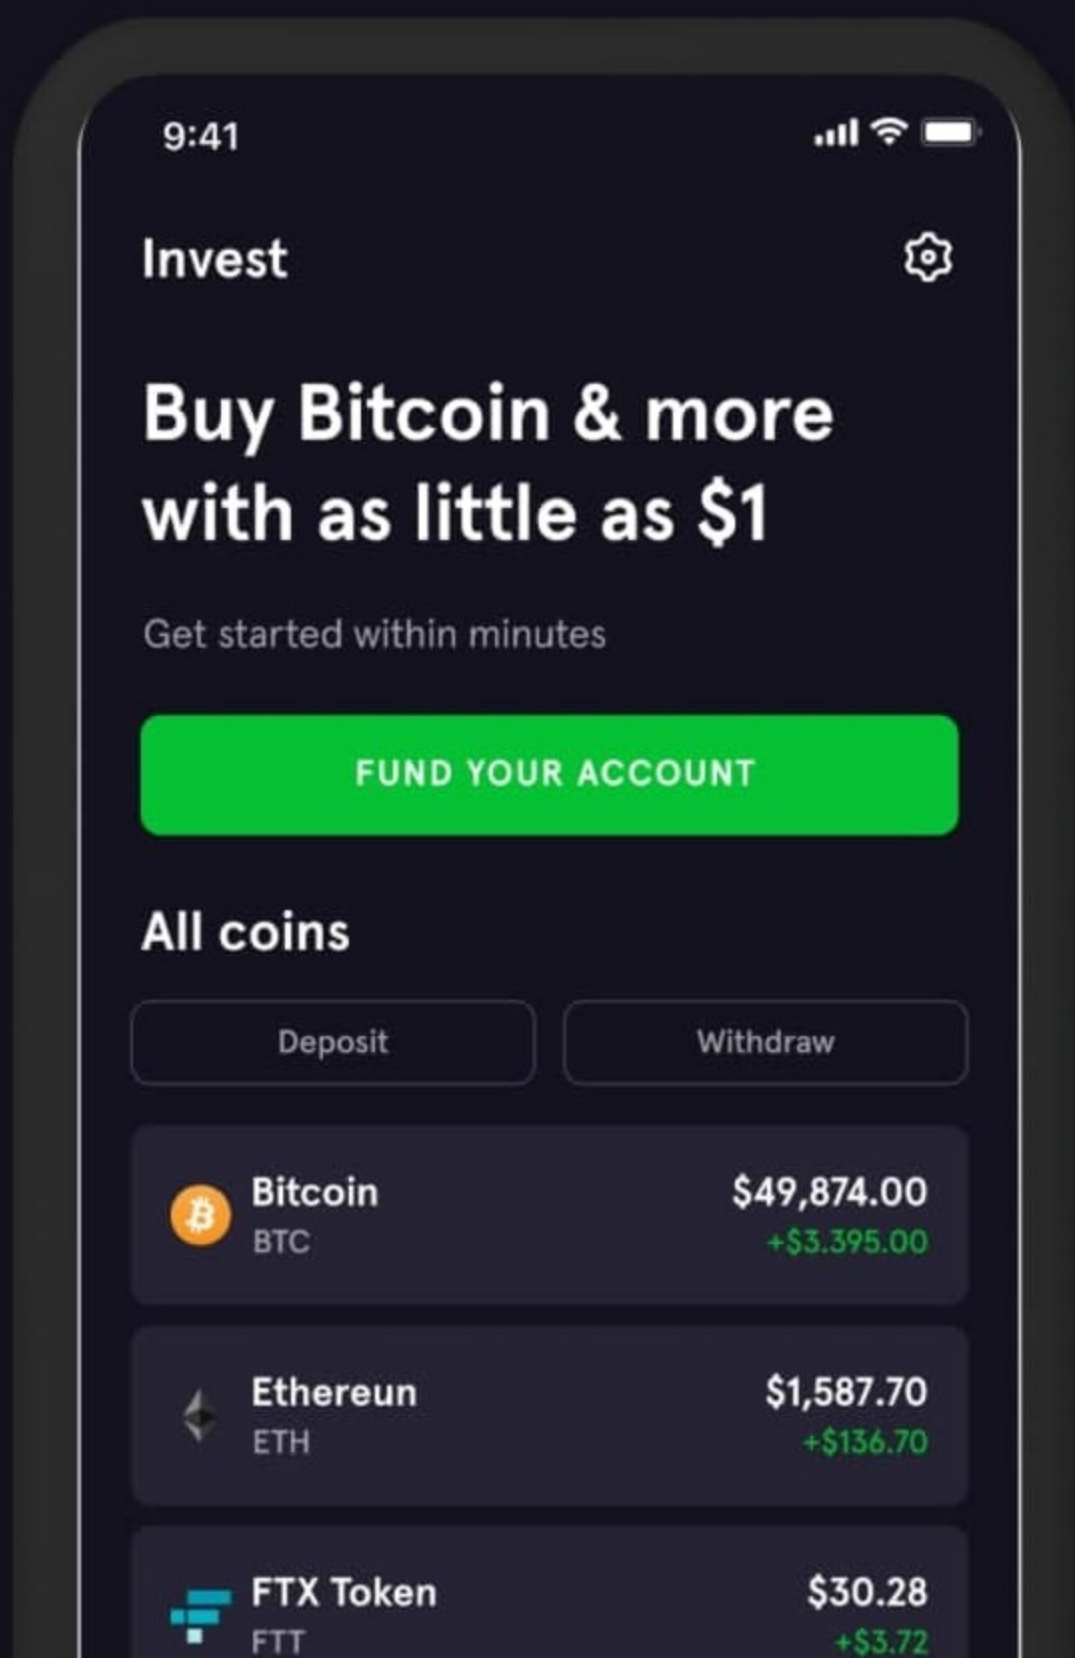 9:41
Invest
Buy Bitcoin & more
with as little as $1
Get started within minutes
FUND YOUR ACCOUNT
All coins
Deposit Withdraw
Bitcoin $49,874.00
BTC +$3.395.00
Ethereun $1,587.70
ETH +$136.70
FTX Token $30.28
FTT +$3.72